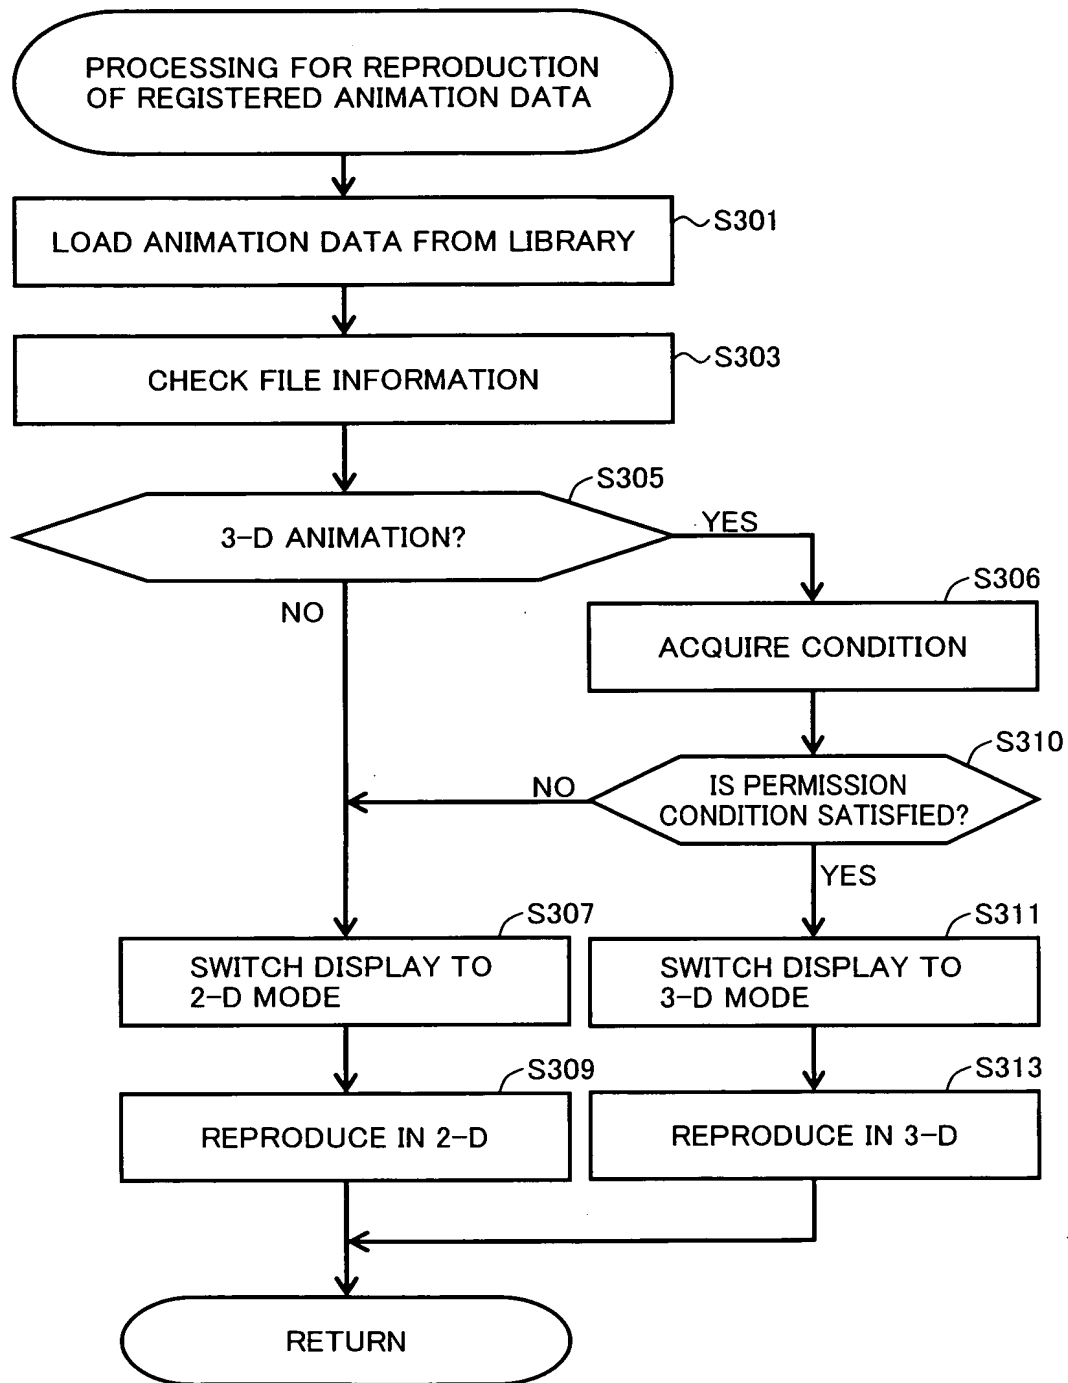 PROCESSING FOR REPRODUCTION
OF REGISTERED ANIMATION DATA
S301
LOAD ANIMATION DATA FROM LIBRARY
S303
CHECK FILE INFORMATION
S305
3-D ANIMATION?
YES
NO
S306
ACQUIRE CONDITION
S310
IS PERMISSION
CONDITION SATISFIED?
NO
YES
S307
SWITCH DISPLAY TO
2-D MODE
S311
SWITCH DISPLAY TO
3-D MODE
S309
REPRODUCE IN 2-D
S313
REPRODUCE IN 3-D
RETURN